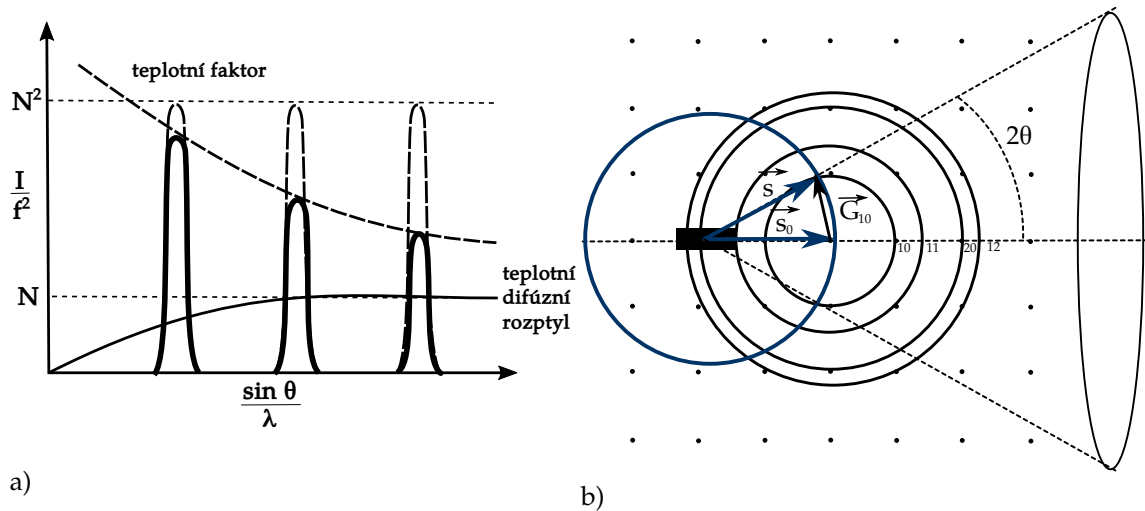 teplotní faktor
N²
I
f²
N
teplotní
difúzní
rozptyl
sin θ
λ
a)
2θ
s
s₀
G₁₀
10 11 20 12
b)